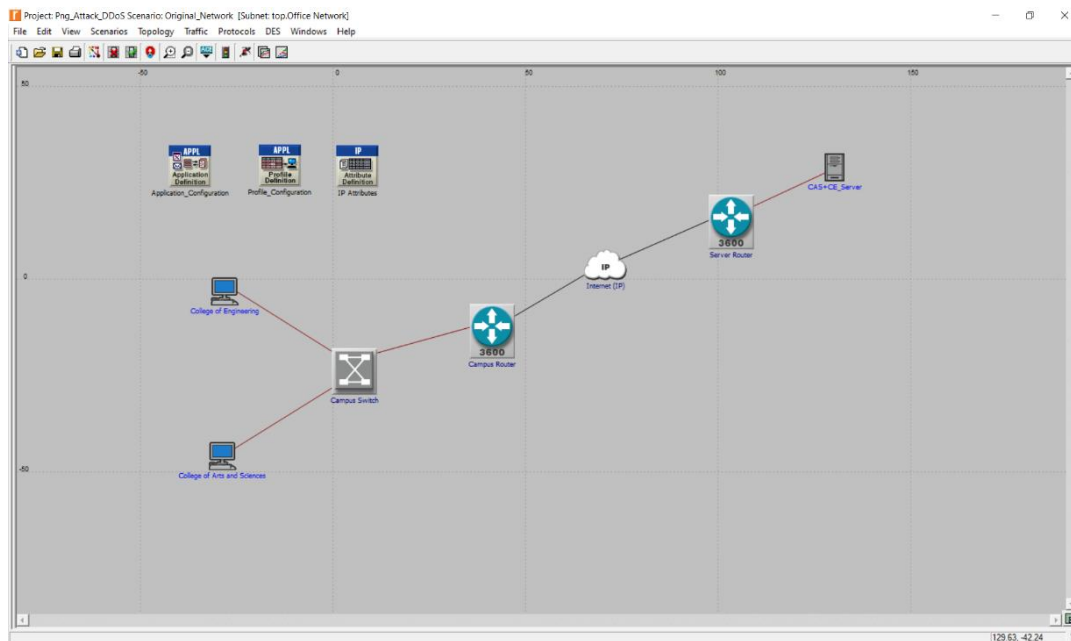 Project: Png_Attack_DDoS Scenario: Original_Network [Subnet: top.Office Network]
File Edit View Scenarios Topology Traffic Protocols DES Windows Help
-50 0 50 100 150
50
APPL
Application
Definition
Application_Configuration
APPL
Profile
Definition
Profile_Configuration
IP
Attribute
Definition
IP Attributes
CAS+CE_Server
3600
Server Router
IP
Internet (IP)
0
College of Engineering
3600
Campus Router
Campus Switch
-50
College of Arts and Sciences
129.63, -42.24